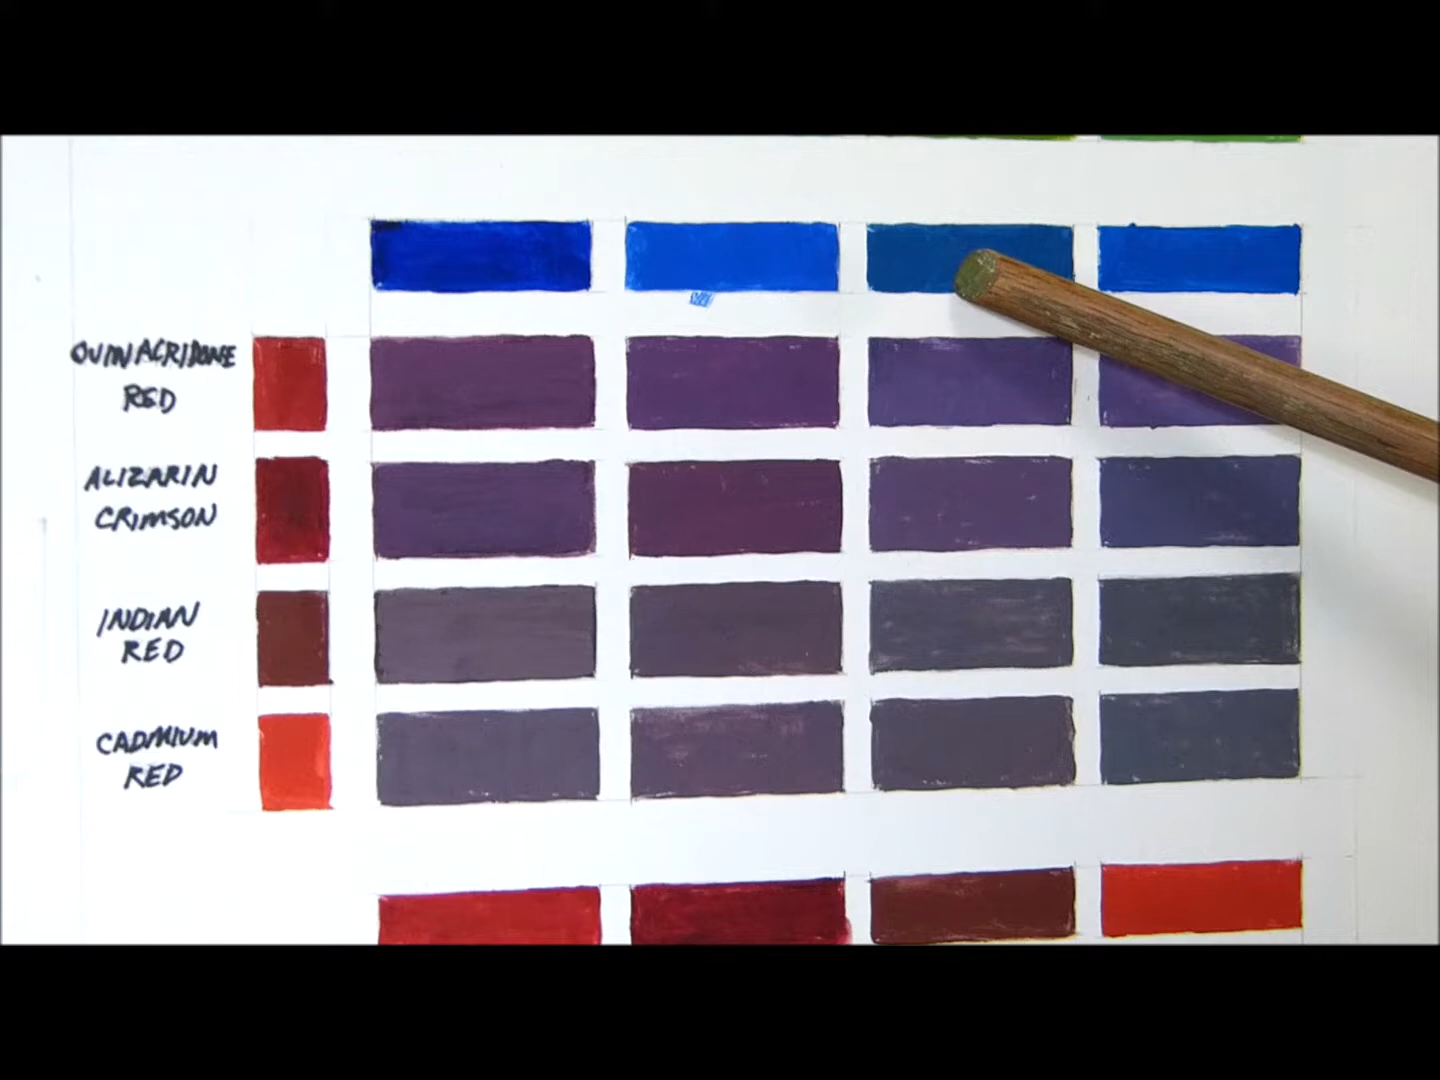 QUINACRIDONE
RED
ALIZARIN
CRIMSON
INDIAN
RED
CADMIUM
RED